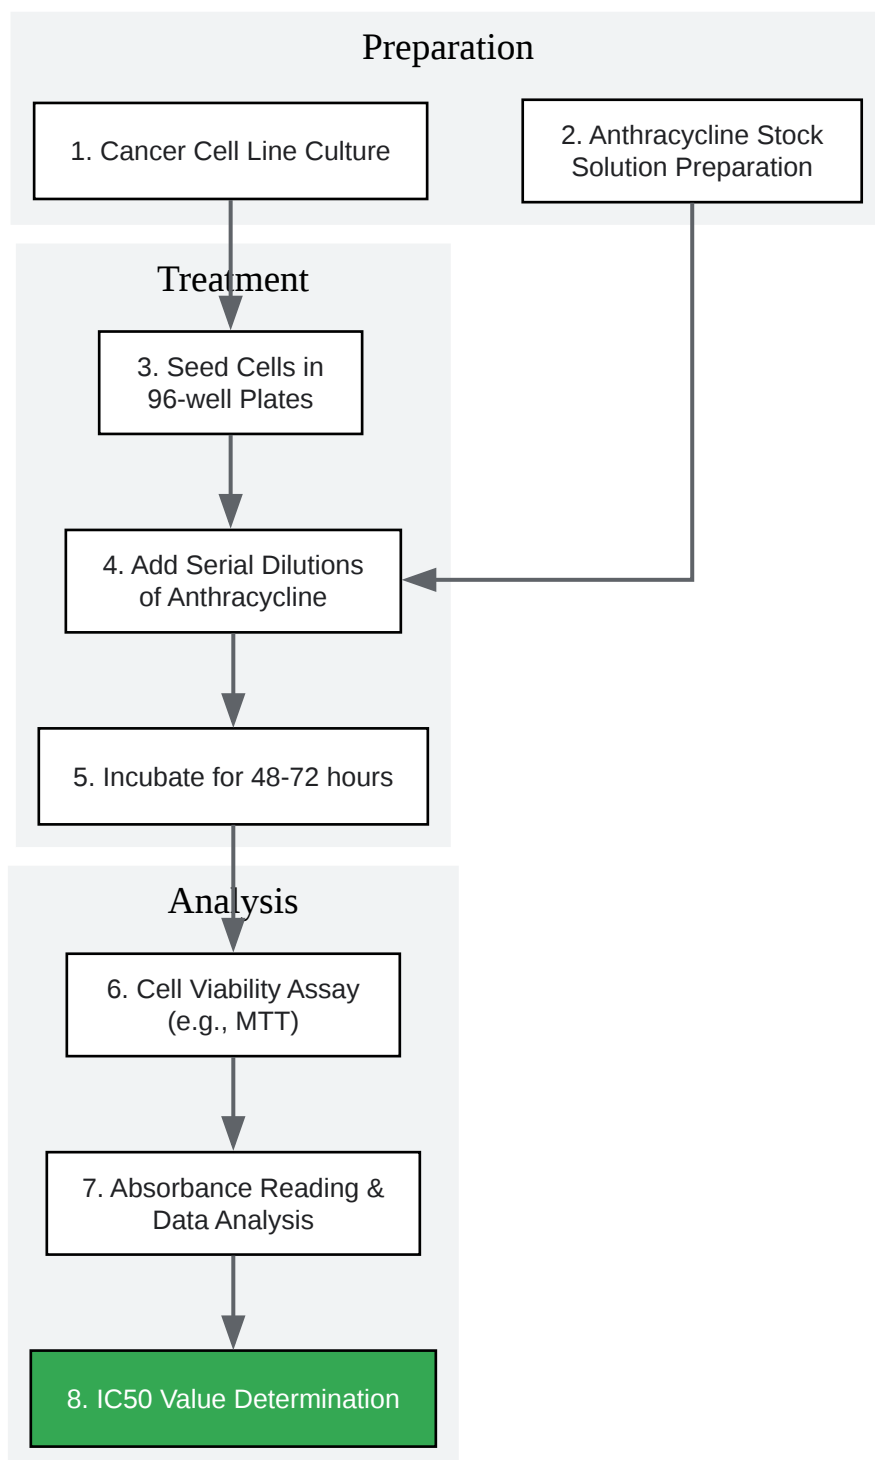 Preparation
1. Cancer Cell Line Culture
2. Anthracycline Stock
Solution Preparation
Treatment
3. Seed Cells in
96-well Plates
4. Add Serial Dilutions
of Anthracycline
5. Incubate for 48-72 hours
Analysis
6. Cell Viability Assay
(e.g., MTT)
7. Absorbance Reading &
Data Analysis
8. IC50 Value Determination